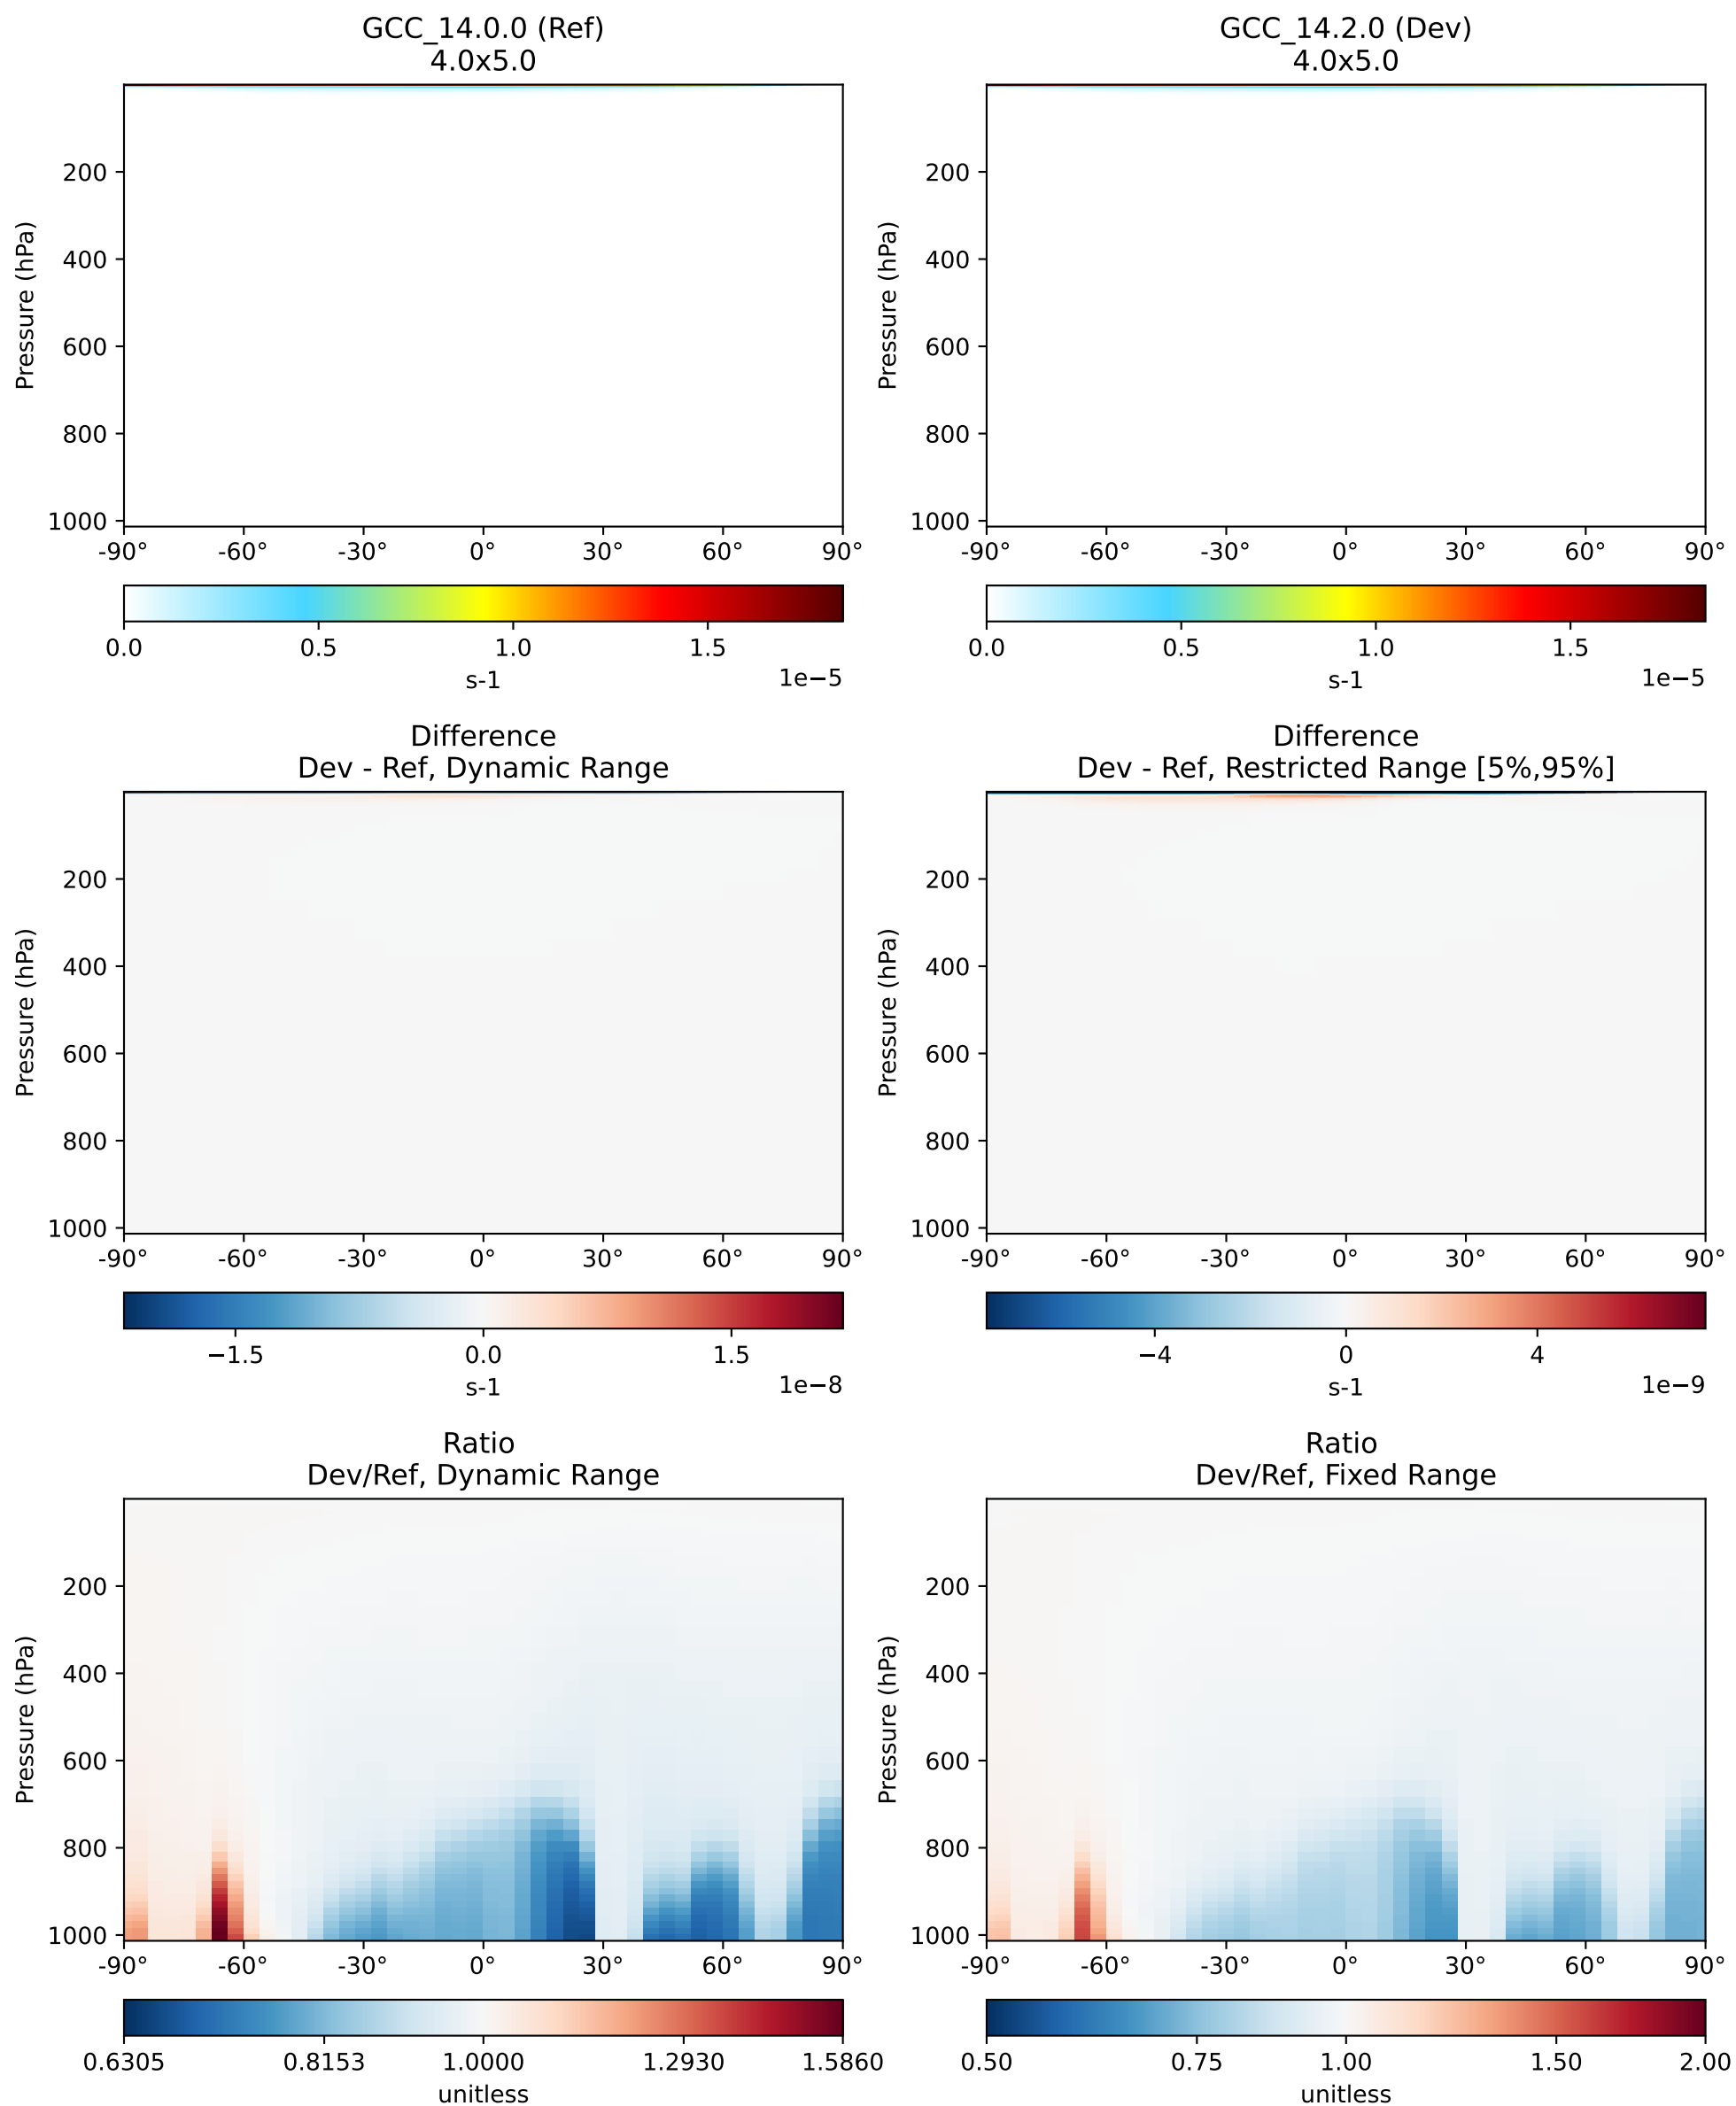 GCC_14.0.0 (Ref)
4.0x5.0
Pressure (hPa)
200
400
600
800
1000
-90° -60° -30° 0° 30° 60° 90°
0.0 0.5 1.0 1.5
s-1 1e−5
GCC_14.2.0 (Dev)
4.0x5.0
Pressure (hPa)
200
400
600
800
1000
-90° -60° -30° 0° 30° 60° 90°
0.0 0.5 1.0 1.5
s-1 1e−5
Difference
Dev - Ref, Dynamic Range
Pressure (hPa)
200
400
600
800
1000
-90° -60° -30° 0° 30° 60° 90°
−1.5 0.0 1.5
s-1 1e−8
Difference
Dev - Ref, Restricted Range [5%,95%]
Pressure (hPa)
200
400
600
800
1000
-90° -60° -30° 0° 30° 60° 90°
−4 0 4
s-1 1e−9
Ratio
Dev/Ref, Dynamic Range
Pressure (hPa)
200
400
600
800
1000
-90° -60° -30° 0° 30° 60° 90°
0.6305 0.8153 1.0000 1.2930 1.5860
unitless
Ratio
Dev/Ref, Fixed Range
Pressure (hPa)
200
400
600
800
1000
-90° -60° -30° 0° 30° 60° 90°
0.50 0.75 1.00 1.50 2.00
unitless